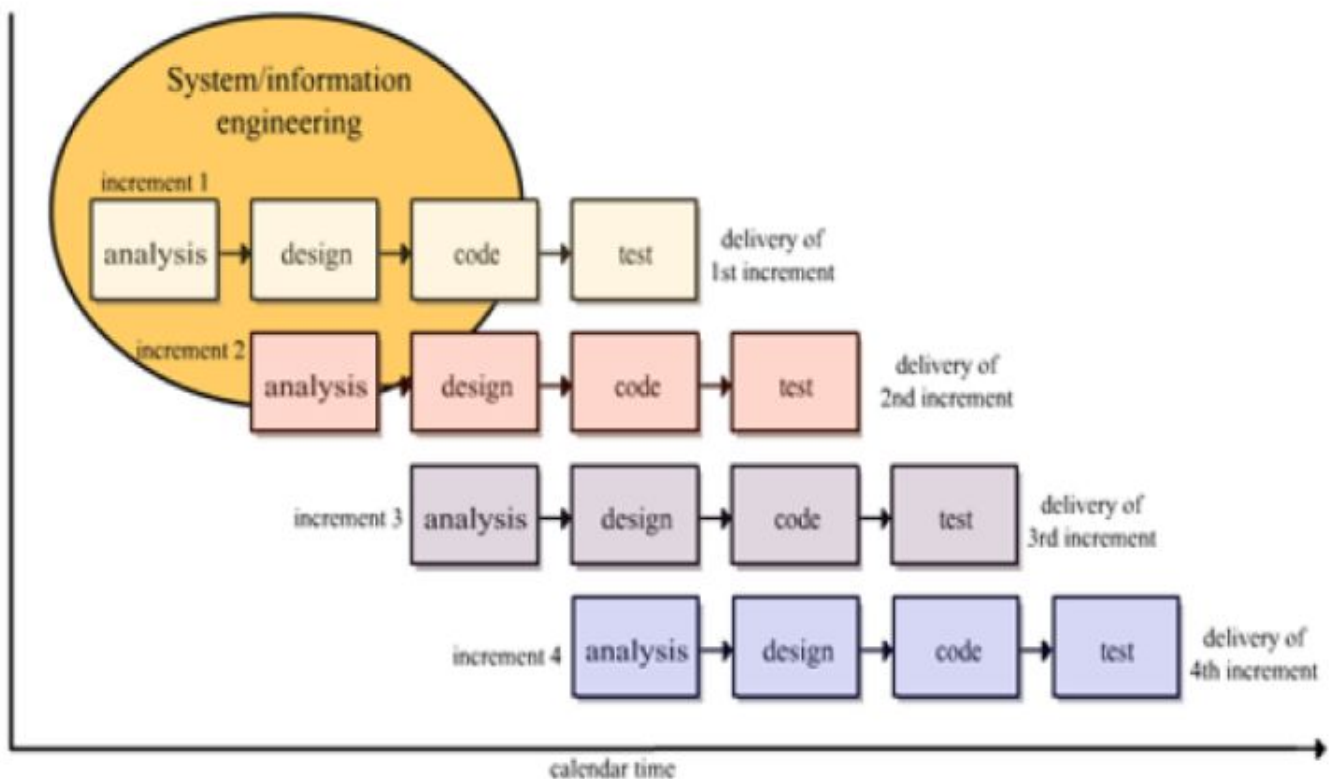 System/information
engineering
increment 1
analysis
design
code
test
delivery of
1st increment
increment 2
analysis
design
code
test
delivery of
2nd increment
increment 3
analysis
design
code
test
delivery of
3rd increment
increment 4
analysis
design
code
test
delivery of
4th increment
calendar time